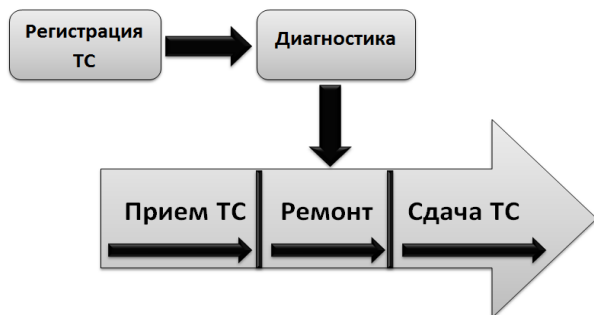 Регистрация
ТС
Диагностика
Прием ТС
Ремонт
Сдача ТС